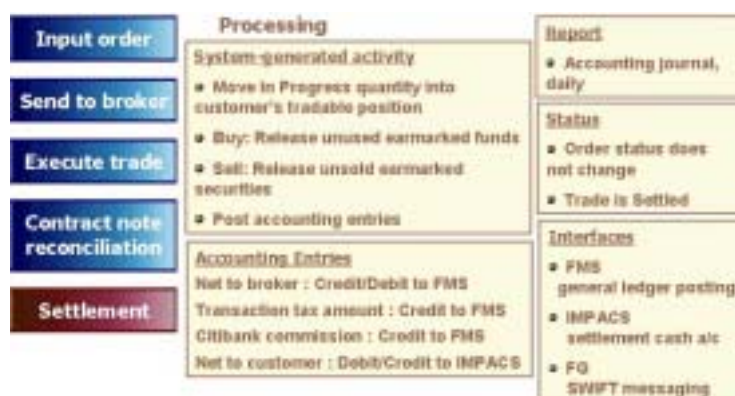 Input order
Send to broker
Execute trade
Contract note
reconciliation
Settlement
Processing
System-generated activity
Move In Progress quantity into
customer's tradable position
Buy: Release unused earmarked funds
Sell: Release unsold earmarked
securities
Post accounting entries
Accounting Entries
Net to broker : Credit/Debit to FMS
Transaction tax amount : Credit to FMS
Citibank commission : Credit to FMS
Net to customer : Debit/Credit to IMPACS
Report
Accounting journal,
daily
Status
Order status does
not change
Trade is Settled
Interfaces
FMS
general ledger posting
IMPACS
settlement cash a/c
FG
SWIFT messaging